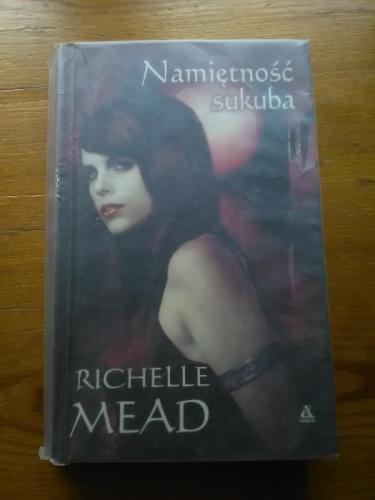 Namiętność
sukuba
RICHELLE
MEAD